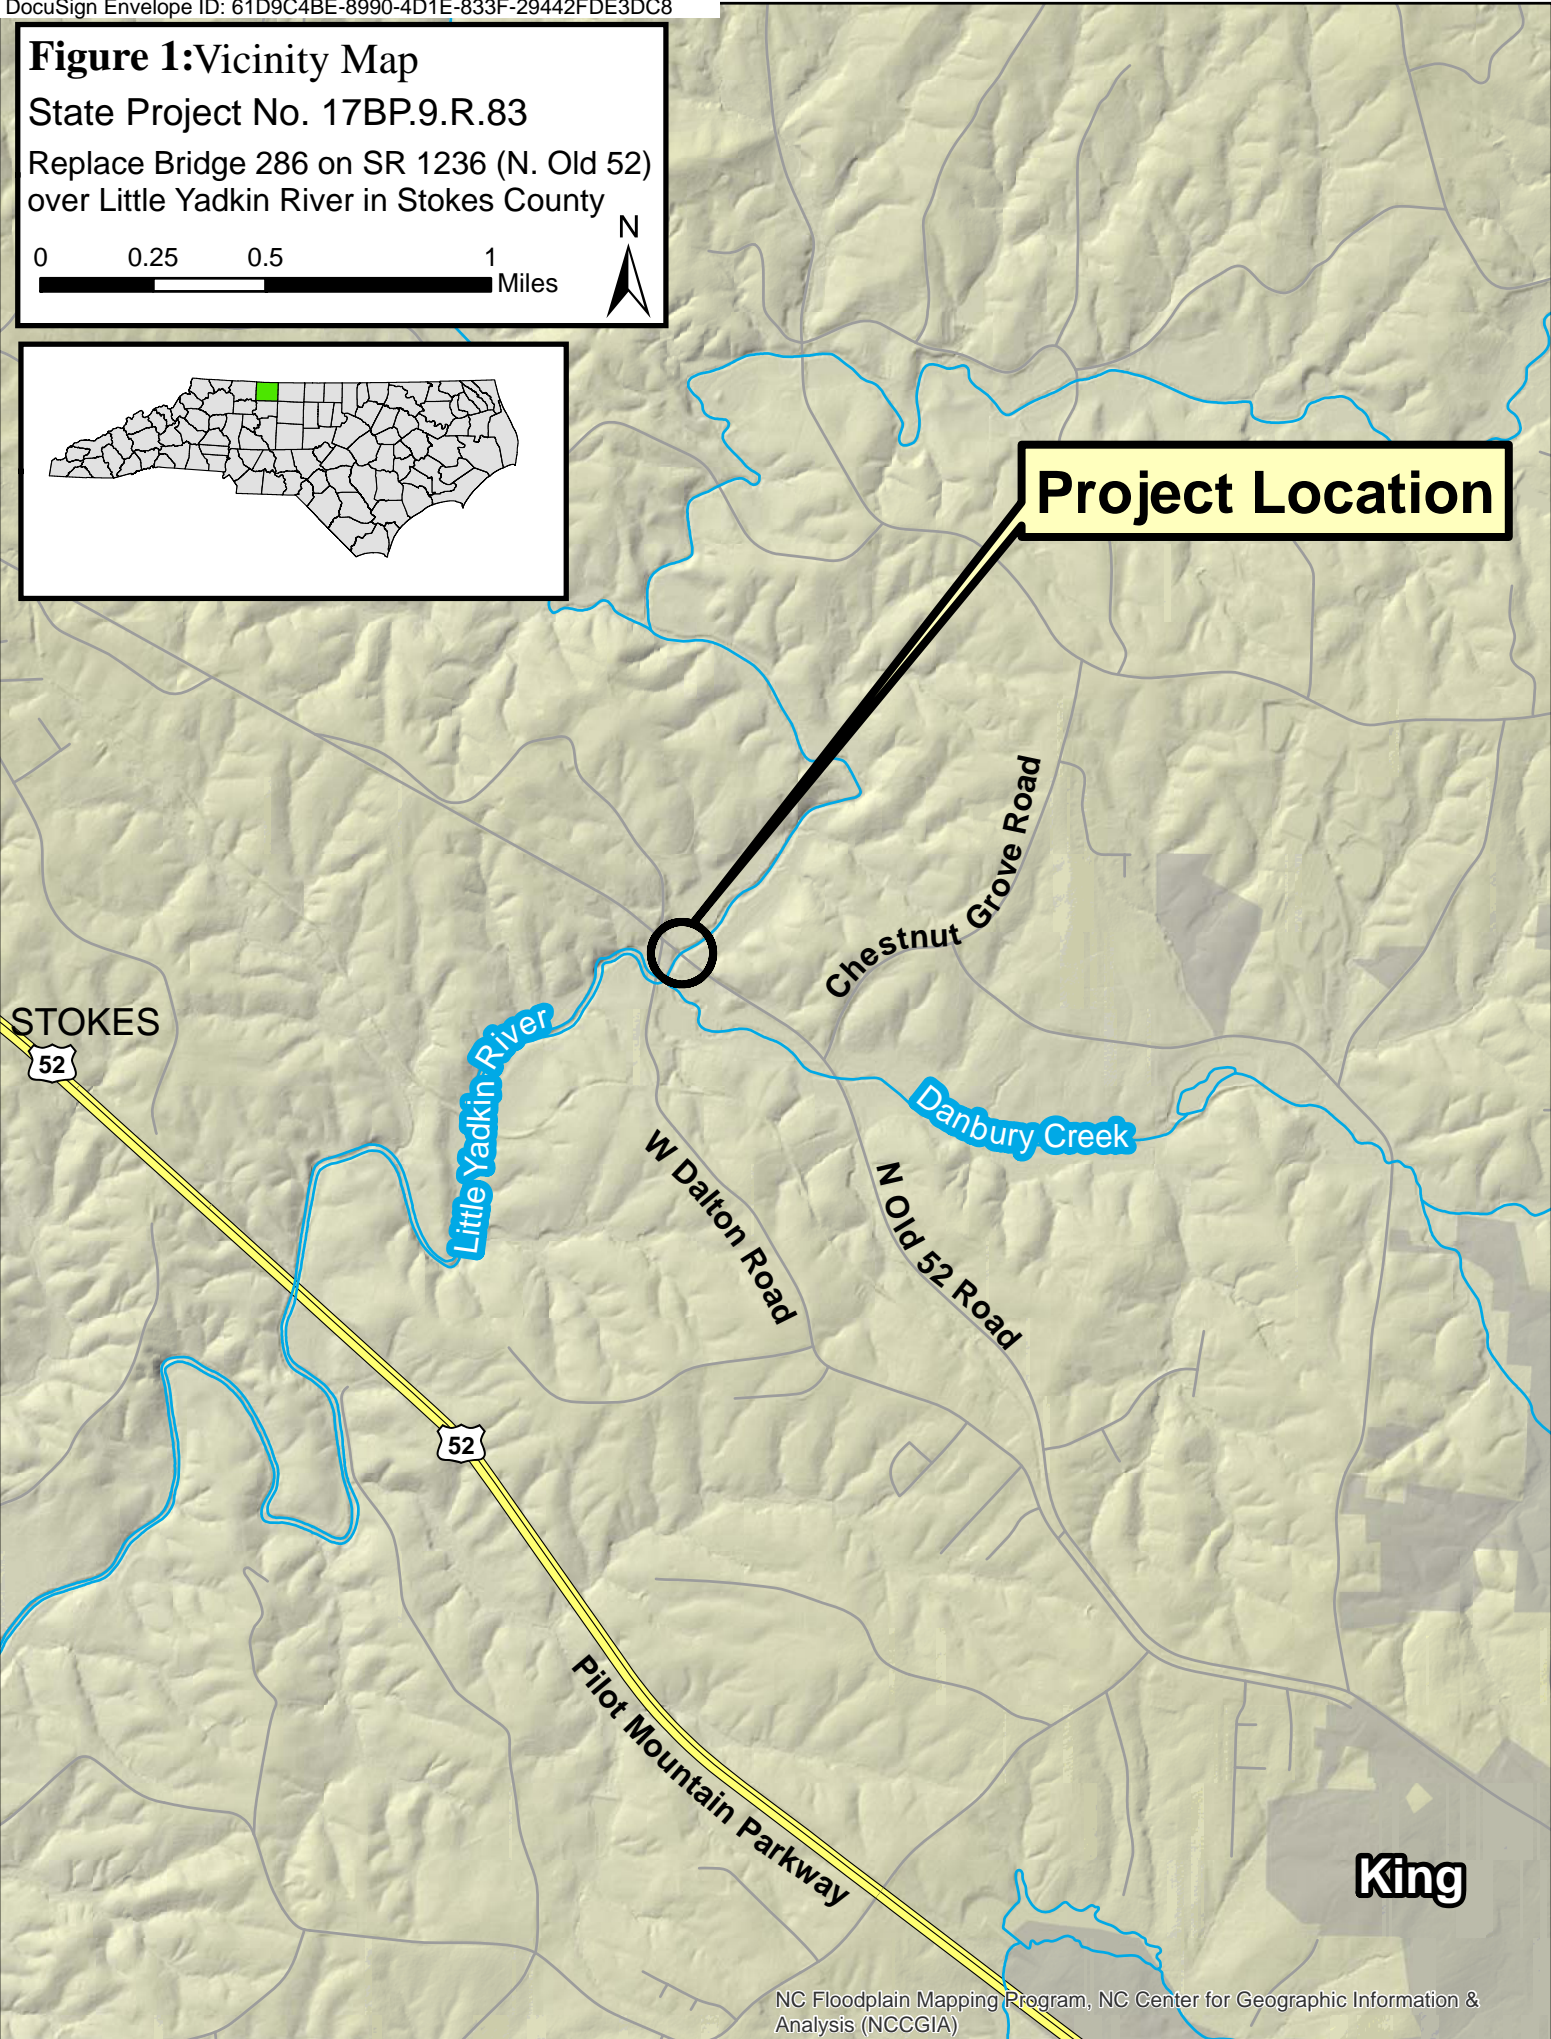 DocuSign Envelope ID: 61D9C4BE-8990-4D1E-833F-29442FDE3DC8
Figure 1:Vicinity Map
State Project No. 17BP.9.R.83
Replace Bridge 286 on SR 1236 (N. Old 52)
over Little Yadkin River in Stokes County
N
0 0.25 0.5 1
Miles
Project Location
Chestnut Grove Road
STOKES
52
Little Yadkin River
Danbury Creek
W Dalton Road
N Old 52 Road
52
Pilot Mountain Parkway
King
NC Floodplain Mapping Program, NC Center for Geographic Information &
Analysis (NCCGIA)